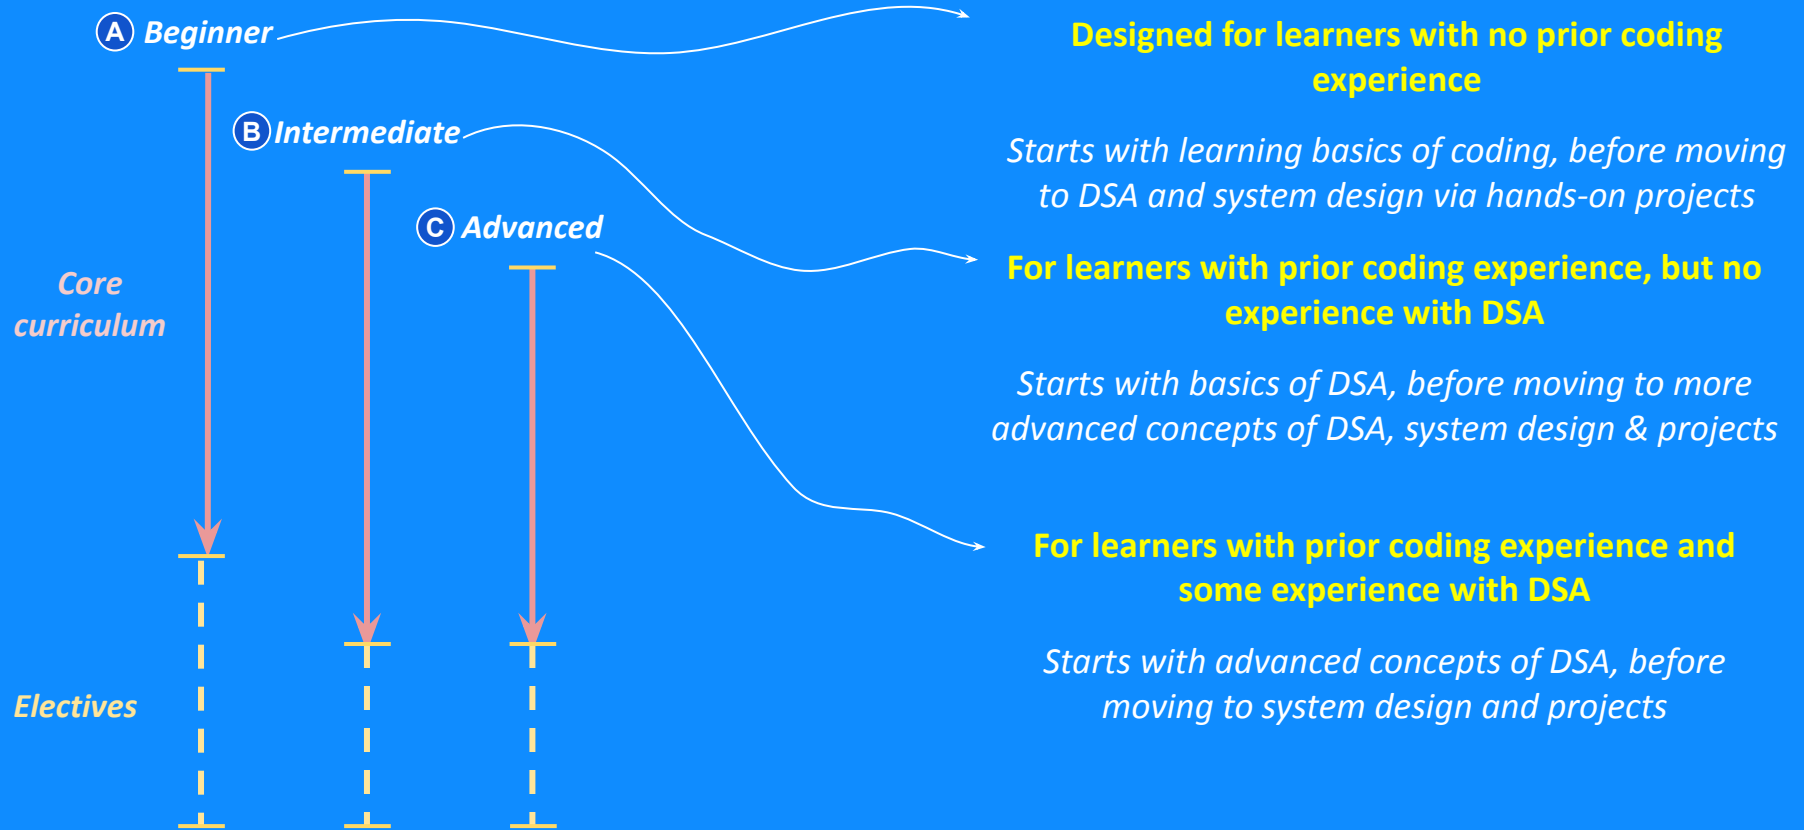 A Beginner
Designed for learners with no prior coding
experience
B Intermediate
Starts with learning basics of coding, before moving
to DSA and system design via hands-on projects
C Advanced
For learners with prior coding experience, but no
experience with DSA
Core
curriculum
Starts with basics of DSA, before moving to more
advanced concepts of DSA, system design & projects
For learners with prior coding experience and
some experience with DSA
Starts with advanced concepts of DSA, before
moving to system design and projects
Electives